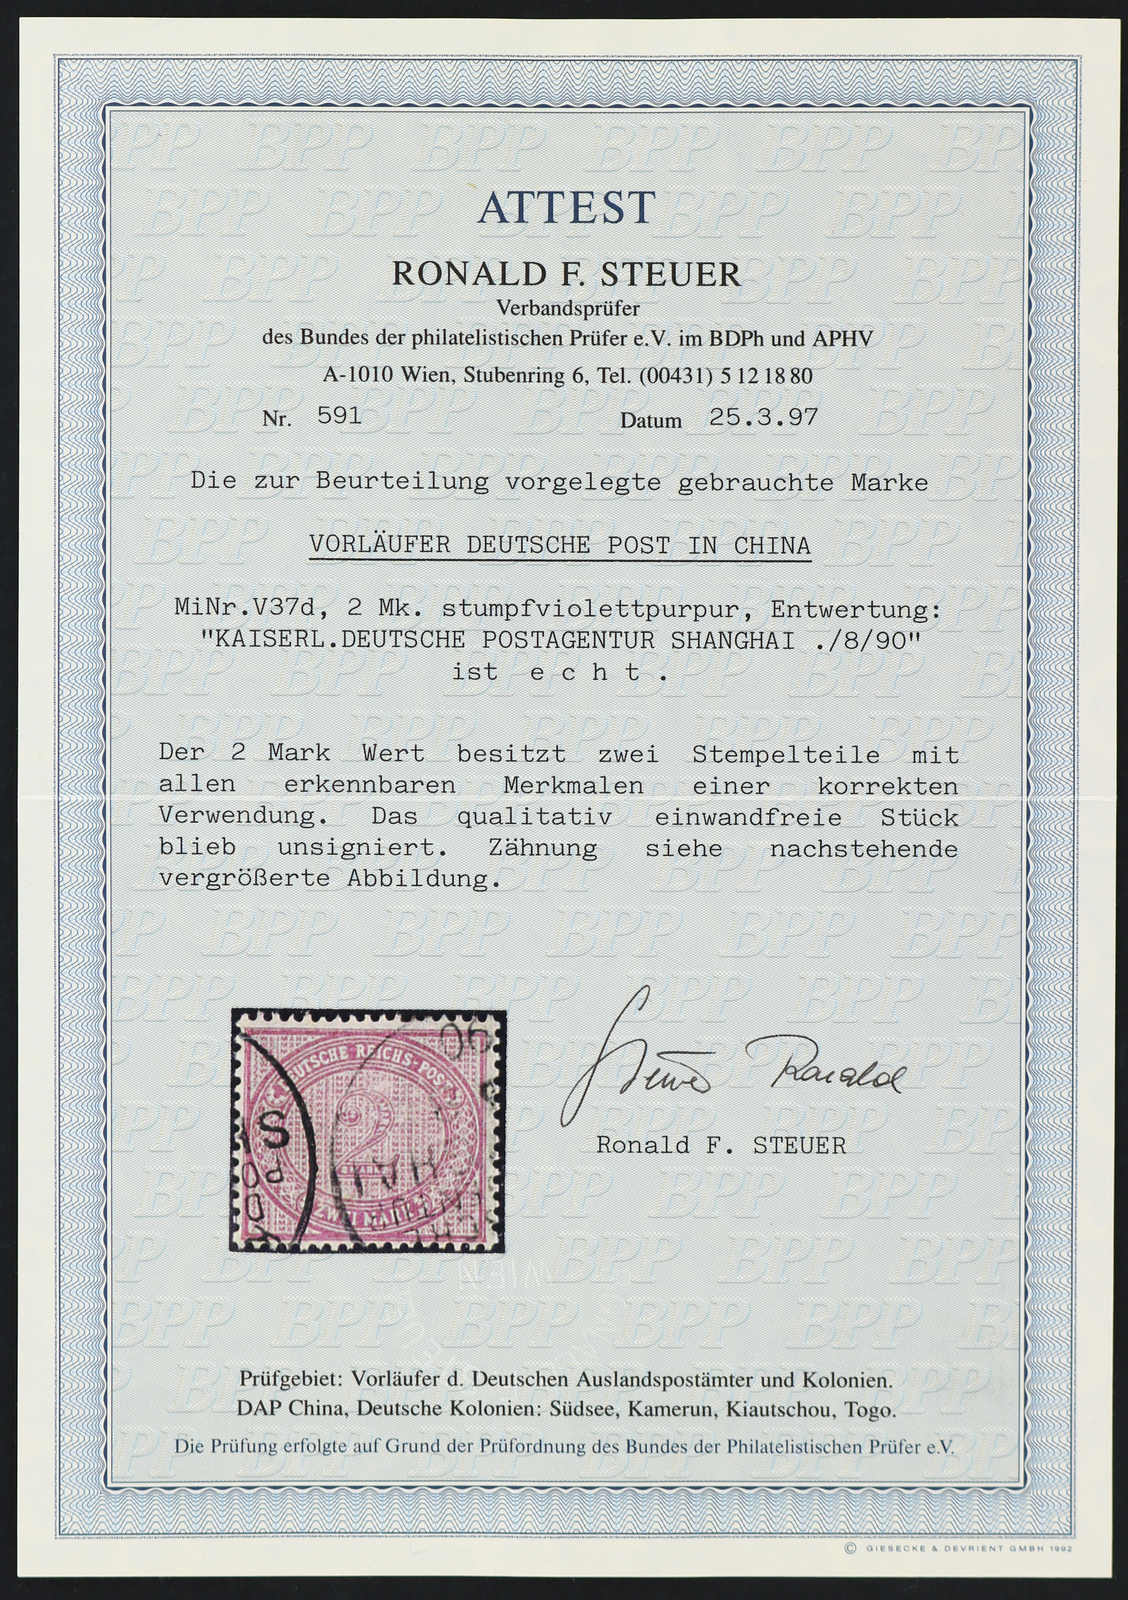 ATTEST
RONALD F. STEUER
Verbandsprüfer
des Bundes der philatelistischen Prüfer e.V. im BDPh und APHV
A-1010 Wien, Stubenring 6, Tel. (00431) 5 12 18 80
Nr. 591 Datum 25.3.97
Die zur Beurteilung vorgelegte gebrauchte Marke
VORLÄUFER DEUTSCHE POST IN CHINA
MiNr.V37d, 2 Mk. stumpfviolettpurpur, Entwertung:
"KAISERL.DEUTSCHE POSTAGENTUR SHANGHAI ./8/90"
ist e c h t .
Der 2 Mark Wert besitzt zwei Stempelteile mit
allen erkennbaren Merkmalen einer korrekten
Verwendung. Das qualitativ einwandfreie Stück
blieb unsigniert. Zähnung siehe nachstehende
vergrößerte Abbildung.
DEUTSCHE REICHS-POST
2
ZWEI MARK
Steuer Ronald
Ronald F. STEUER
WIEN
Prüfgebiet: Vorläufer d. Deutschen Auslandspostämter und Kolonien.
DAP China, Deutsche Kolonien: Südsee, Kamerun, Kiautschou, Togo.
Die Prüfung erfolgte auf Grund der Prüfordnung des Bundes der Philatelistischen Prüfer e.V.
© GIESECKE & DEVRIENT GMBH 1992